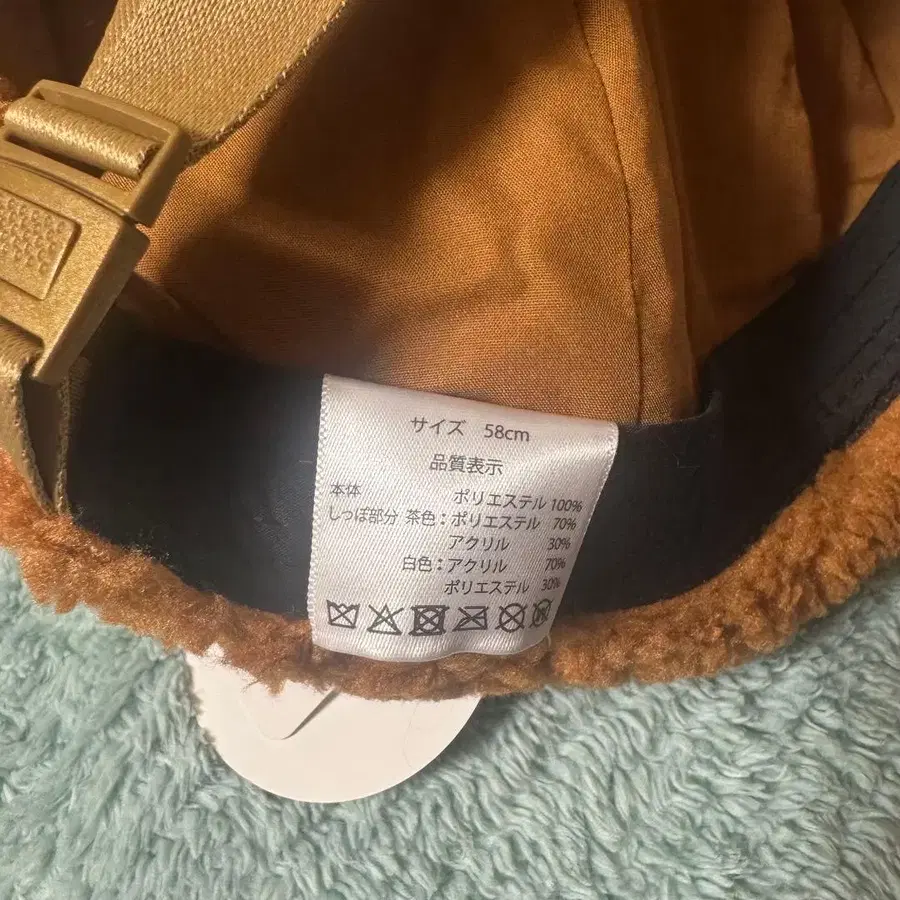 サイズ 58cm
品質表示
本体 ポリエステル 100%
しっぽ部分 茶色：ポリエステル 70%
アクリル 30%
白色：アクリル 70%
ポリエステル 30%